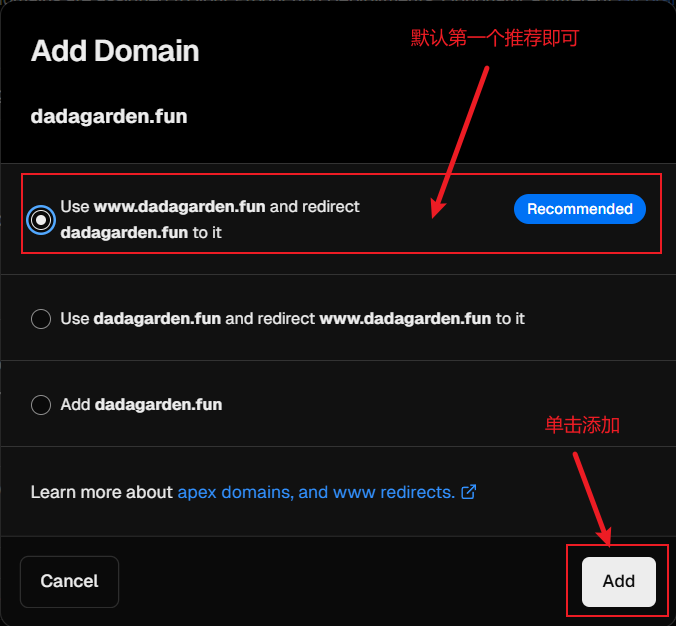 Add Domain
默认第一个推荐即可
dadagarden.fun
Use www.dadagarden.fun and redirect
dadagarden.fun to it
Recommended
Use dadagarden.fun and redirect www.dadagarden.fun to it
Add dadagarden.fun
单击添加
Learn more about apex domains, and www redirects.
Cancel
Add